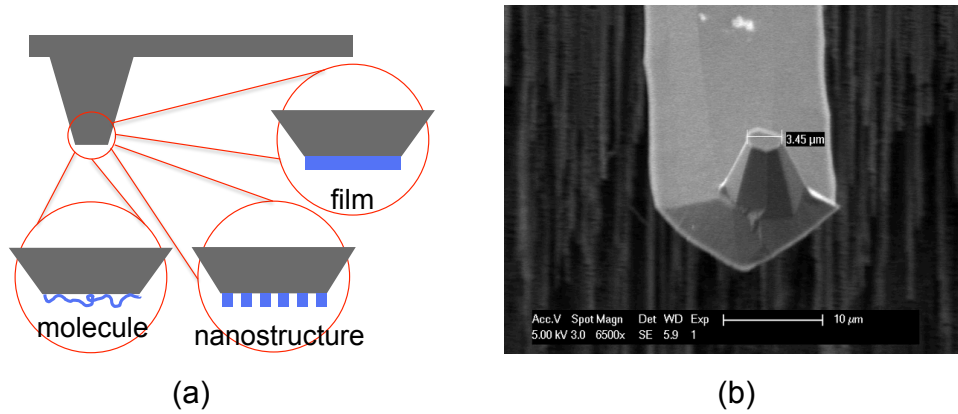 film
molecule
nanostructure
(a)
3.45 µm
Acc.V Spot Magn Det WD Exp
5.00 kV 3.0 6500x SE 5.9 1
10 µm
(b)